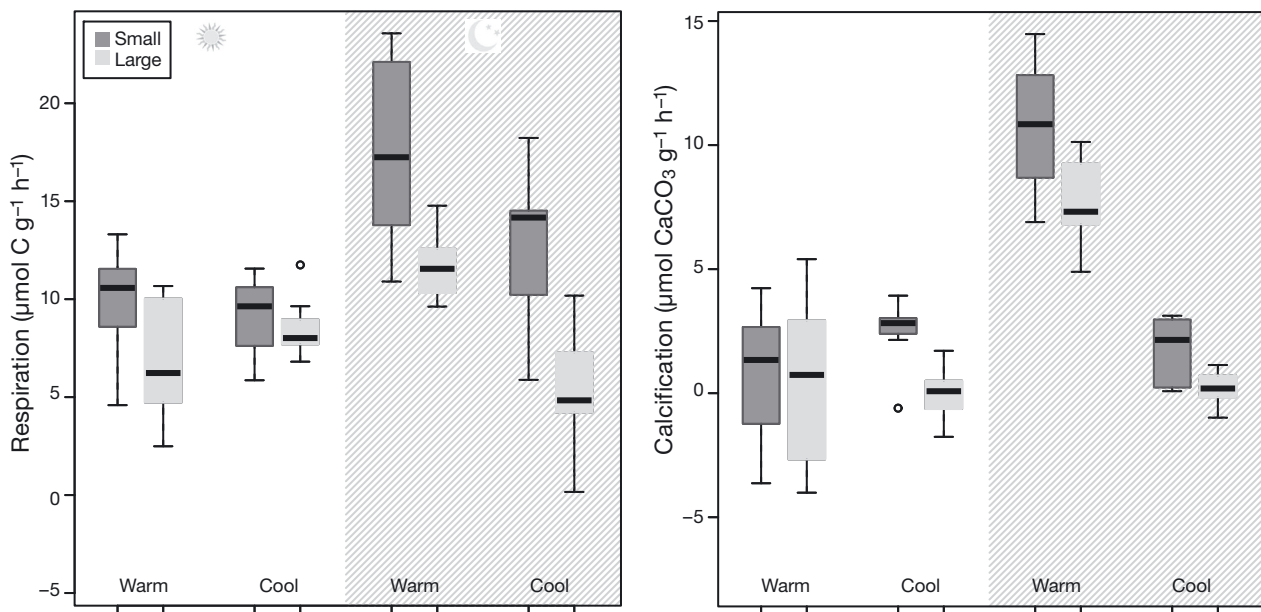 Respiration (µmol C g⁻¹ h⁻¹)
20
15
10
5
0
−5
Small
Large
Warm
Cool
Warm
Cool
Calcification (µmol CaCO₃ g⁻¹ h⁻¹)
15
10
5
0
−5
Warm
Cool
Warm
Cool